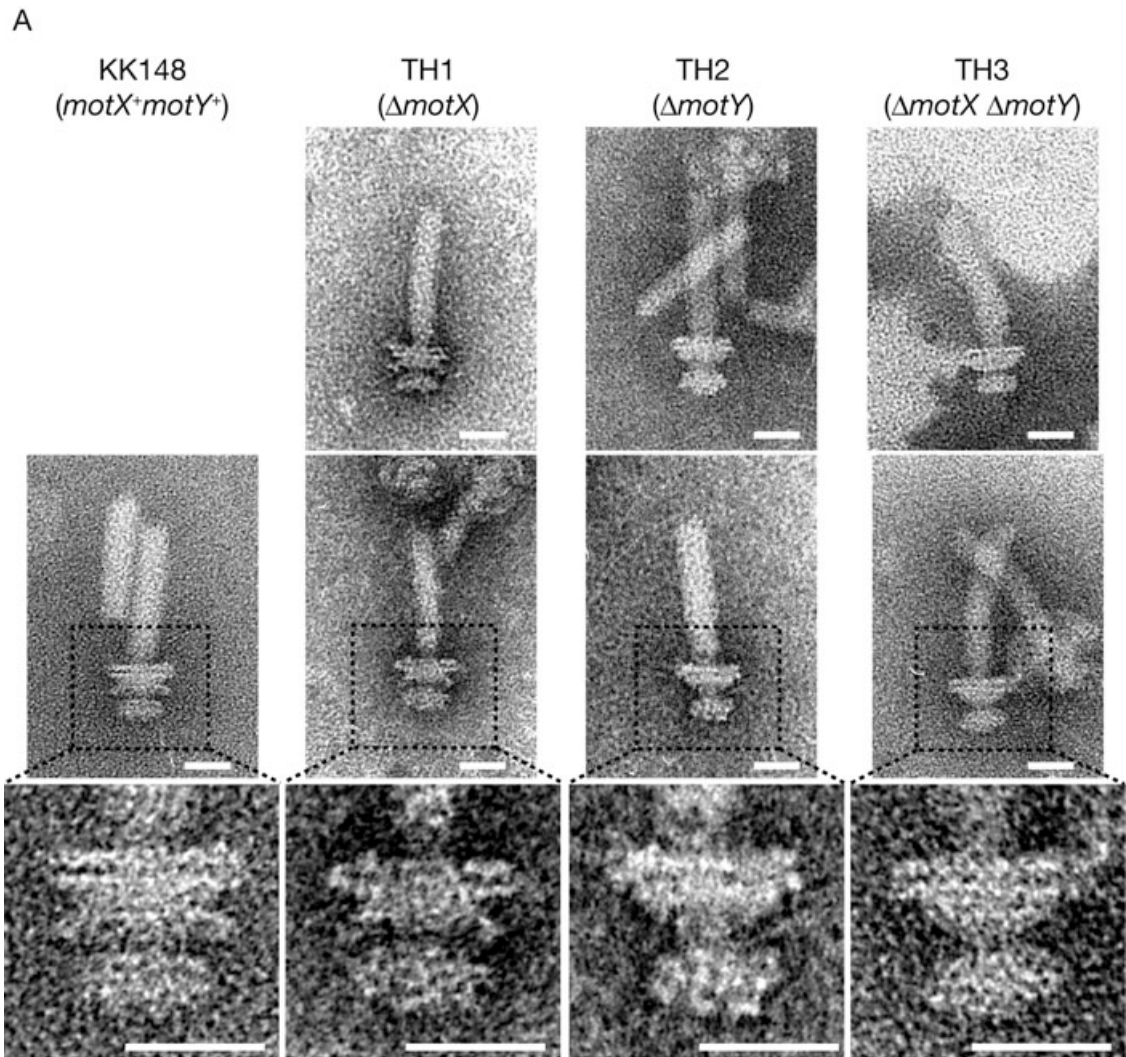 A
KK148 TH1 TH2 TH3
(motX⁺motY⁺) (ΔmotX) (ΔmotY) (ΔmotX ΔmotY)